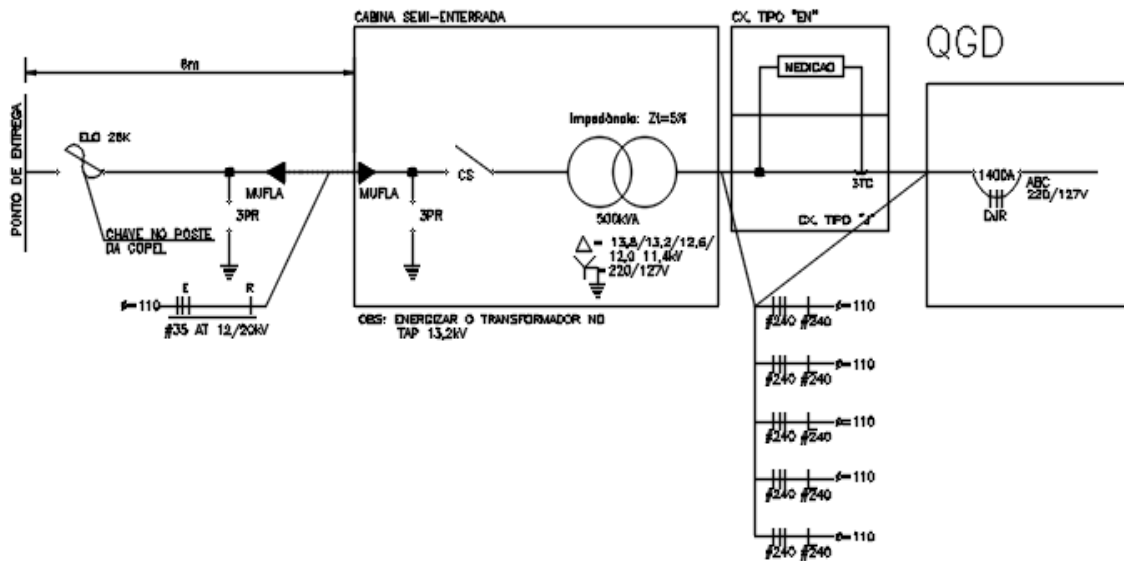 CABINA SEMI-ENTERRADA
CX. TIPO "EN"
QGD
6m
MEDICAO
PONTO DE ENTREGA
ELO 25K
Impedância: Zt=5%
MUFLA
MUFLA
CS
3TC
1400A
ABC
220/127V
DJR
3PR
3PR
500kVA
CX. TIPO "J"
CHAVE NO POSTE
DA COPEL
Δ= 13,8/13,2/12,6/
12,0 11,4kV
=220/127V
ø=110
E
R
#35 AT 12/20kV
OBS: ENERGIZAR O TRANSFORMADOR NO
TAP 13,2kV
ø=110
#240 #240
ø=110
#240 #240
ø=110
#240 #240
ø=110
#240 #240
ø=110
#240 #240